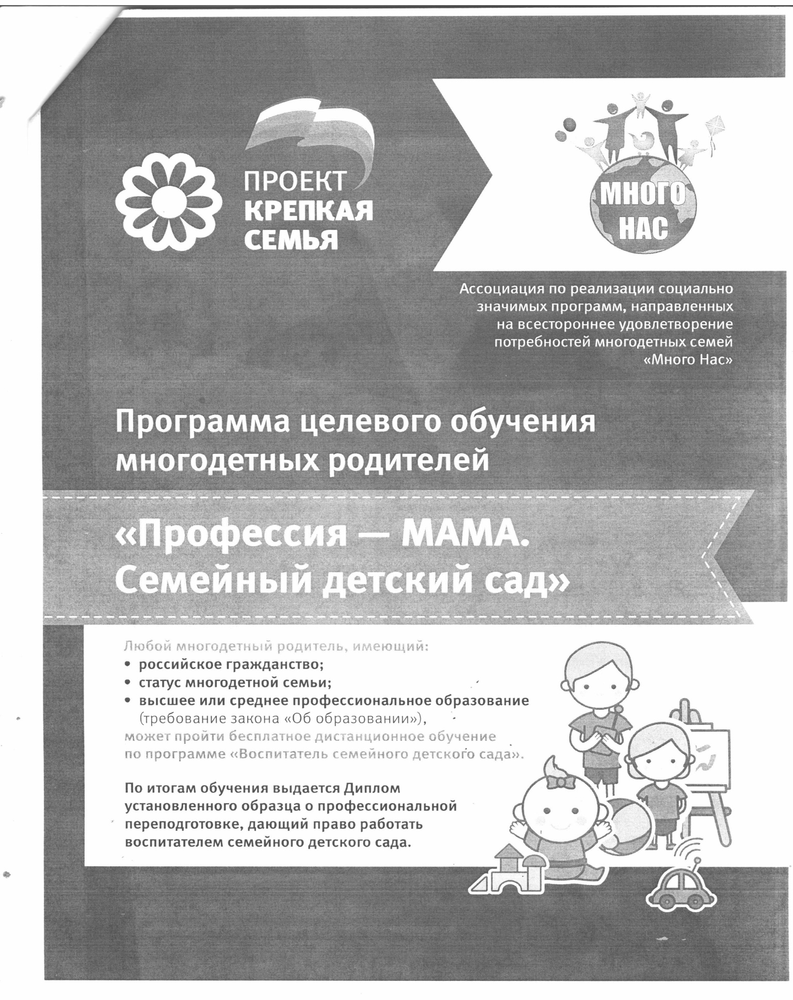 ПРОЕКТ
КРЕПКАЯ
СЕМЬЯ
МНОГО
НАС
Ассоциация по реализации социально
значимых программ, направленных
на всестороннее удовлетворение
потребностей многодетных семей
«Много Нас»
Программа целевого обучения
многодетных родителей
«Профессия — МАМА.
Семейный детский сад»
Любой многодетный родитель, имеющий:
• российское гражданство;
• статус многодетной семьи;
• высшее или среднее профессиональное образование
(требование закона «Об образовании»),
может пройти бесплатное дистанционное обучение
по программе «Воспитатель семейного детского сада».
По итогам обучения выдается Диплом
установленного образца о профессиональной
переподготовке, дающий право работать
воспитателем семейного детского сада.